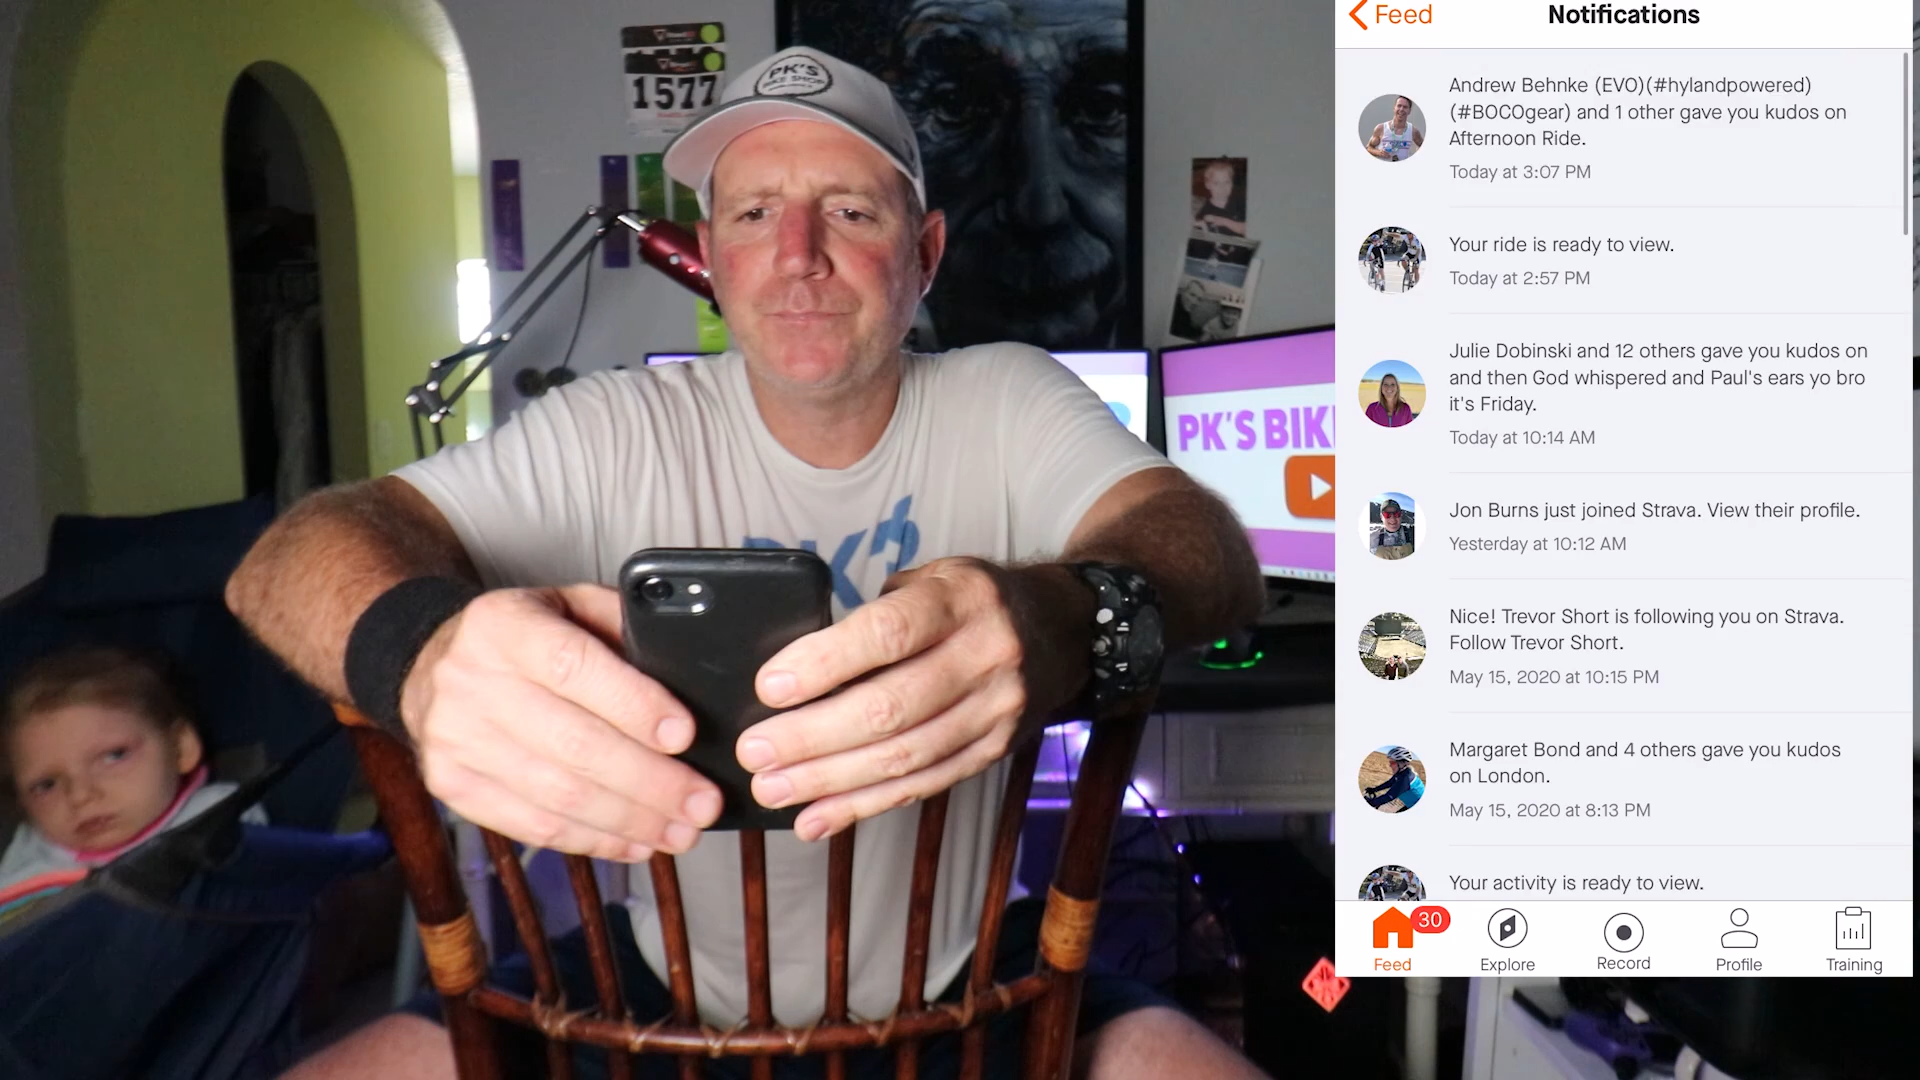 Feed
Notifications
Andrew Behnke (EVO)(#hylandpowered)
(#BOCOgear) and 1 other gave you kudos on
Afternoon Ride.
Today at 3:07 PM
Your ride is ready to view.
Today at 2:57 PM
Julie Dobinski and 12 others gave you kudos on
and then God whispered and Paul's ears yo bro
it's Friday.
Today at 10:14 AM
Jon Burns just joined Strava. View their profile.
Yesterday at 10:12 AM
Nice! Trevor Short is following you on Strava.
Follow Trevor Short.
May 15, 2020 at 10:15 PM
Margaret Bond and 4 others gave you kudos
on London.
May 15, 2020 at 8:13 PM
Your activity is ready to view.
30
Feed
Explore
Record
Profile
Training
1577
PK'S
BIKE SHOP
PK'S BIK
PK